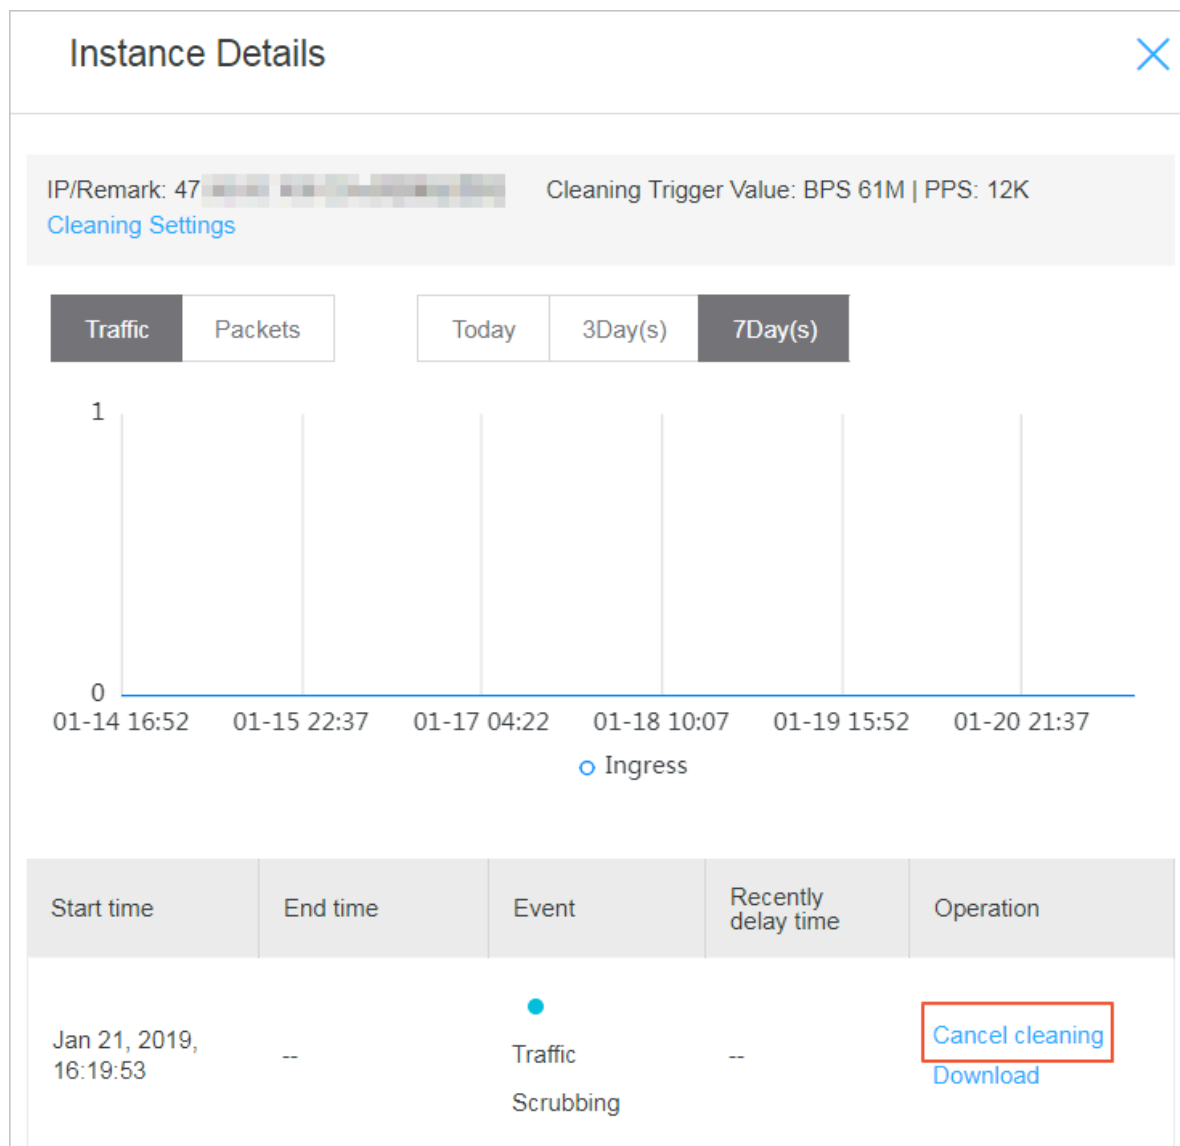 Instance Details
IP/Remark: 47
Cleaning Trigger Value: BPS 61M | PPS: 12K
Cleaning Settings
Traffic
Packets
Today
3Day(s)
7Day(s)
1
0
01-14 16:52
01-15 22:37
01-17 04:22
01-18 10:07
01-19 15:52
01-20 21:37
Ingress
Start time
End time
Event
Recently
delay time
Operation
Jan 21, 2019,
16:19:53
--
Traffic
Scrubbing
--
Cancel cleaning
Download